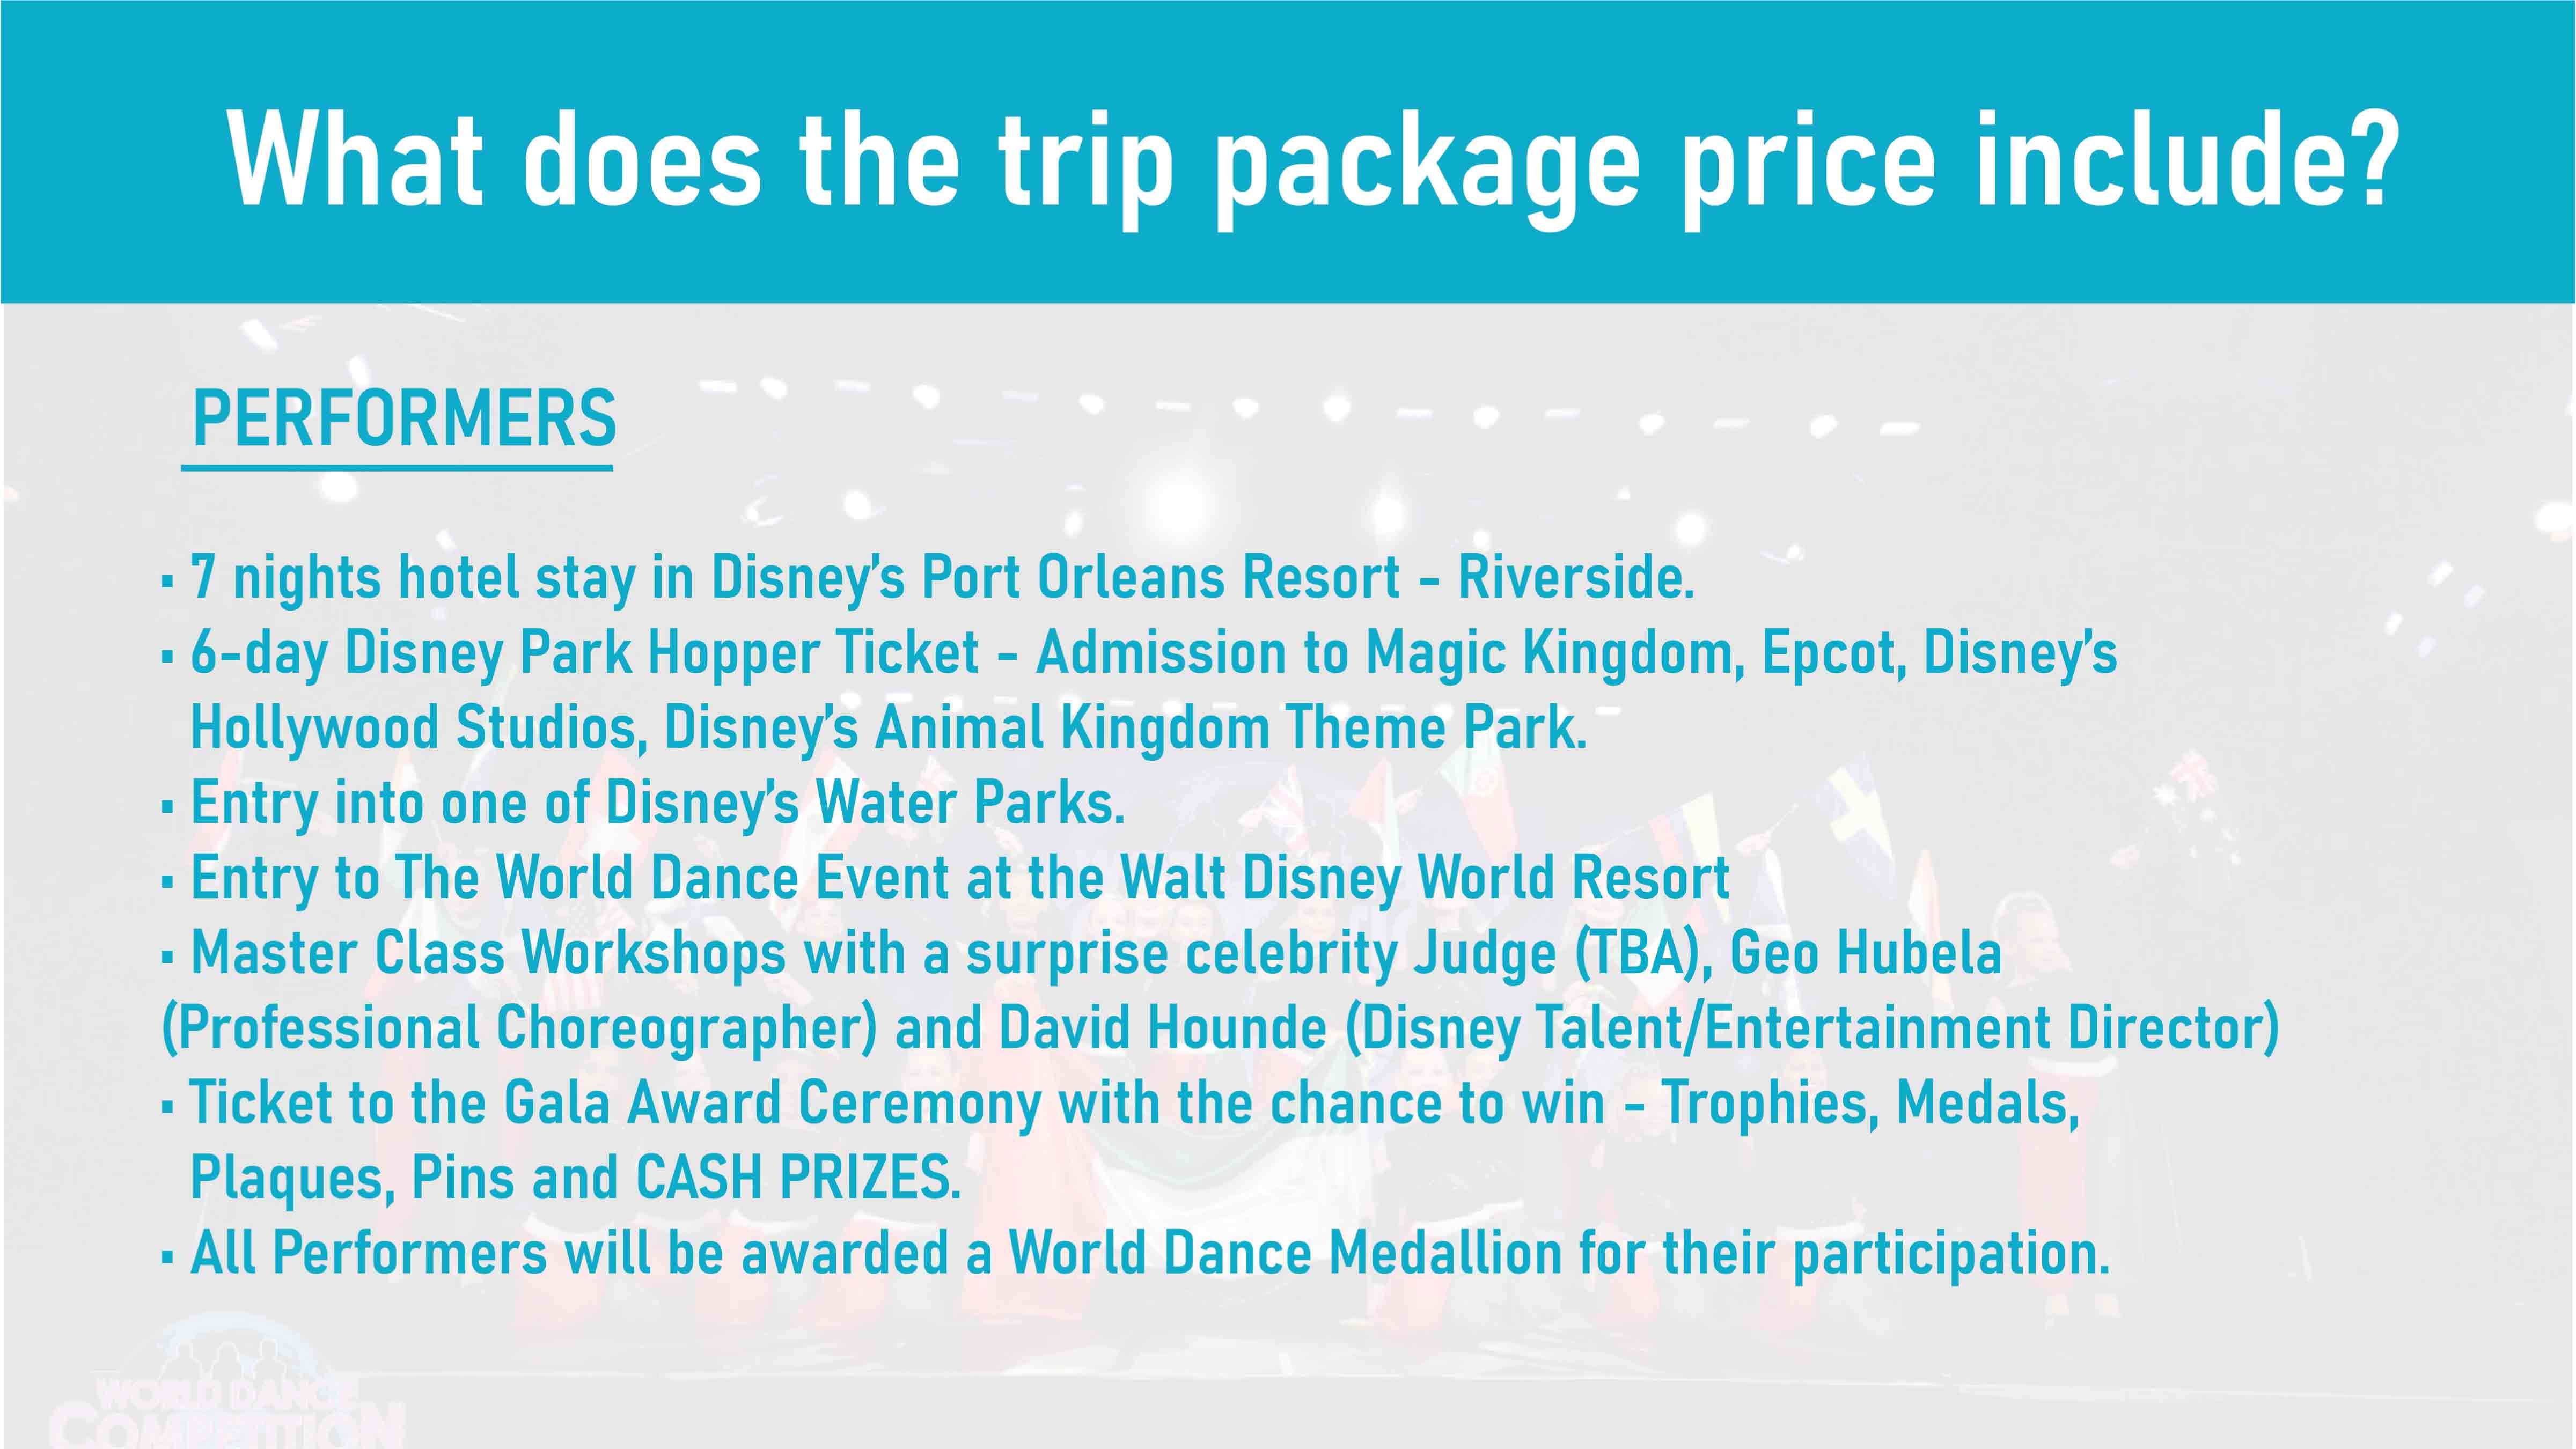 What does the trip package price include?
PERFORMERS
▪ 7 nights hotel stay in Disney’s Port Orleans Resort - Riverside.
▪ 6-day Disney Park Hopper Ticket - Admission to Magic Kingdom, Epcot, Disney’s
Hollywood Studios, Disney’s Animal Kingdom Theme Park.
▪ Entry into one of Disney’s Water Parks.
▪ Entry to The World Dance Event at the Walt Disney World Resort
▪ Master Class Workshops with a surprise celebrity Judge (TBA), Geo Hubela
(Professional Choreographer) and David Hounde (Disney Talent/Entertainment Director)
▪ Ticket to the Gala Award Ceremony with the chance to win - Trophies, Medals,
Plaques, Pins and CASH PRIZES.
▪ All Performers will be awarded a World Dance Medallion for their participation.
WORLD DANCE
COMPETITION